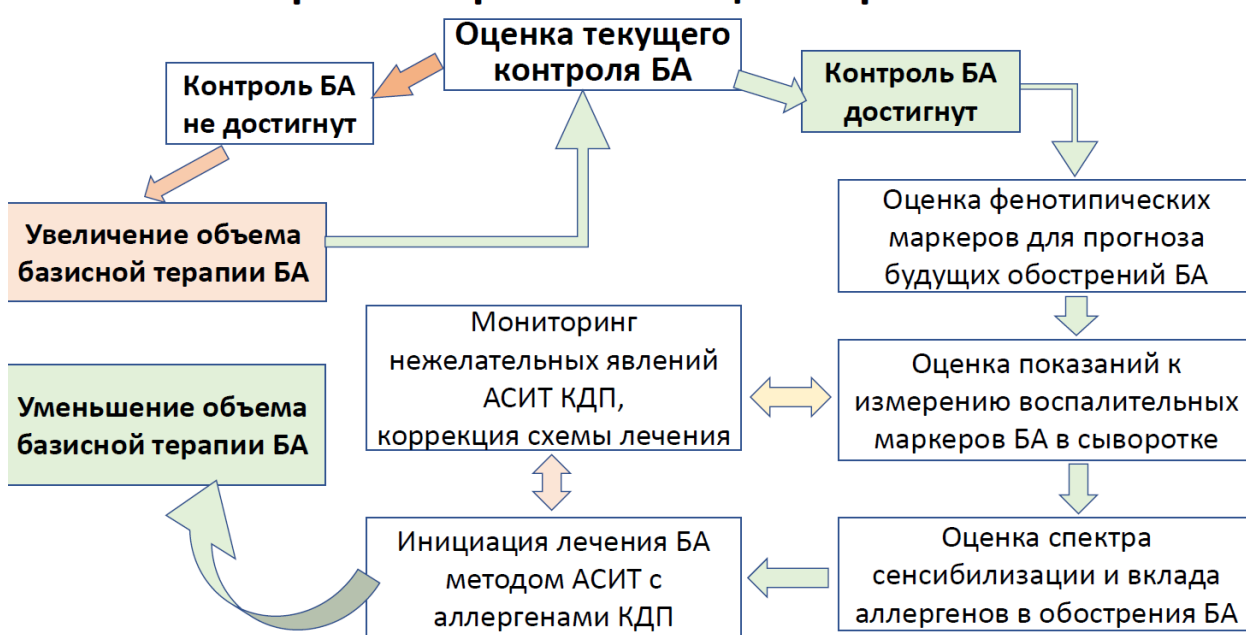 Оценка текущего
контроля БА
Контроль БА
не достигнут
Контроль БА
достигнут
Увеличение объема
базисной терапии БА
Оценка фенотипических
маркеров для прогноза
будущих обострений БА
Мониторинг
нежелательных явлений
АСИТ КДП,
коррекция схемы лечения
Оценка показаний к
измерению воспалительных
маркеров БА в сыворотке
Уменьшение объема
базисной терапии БА
Инициация лечения БА
методом АСИТ с
аллергенами КДП
Оценка спектра
сенсибилизации и вклада
аллергенов в обострения БА